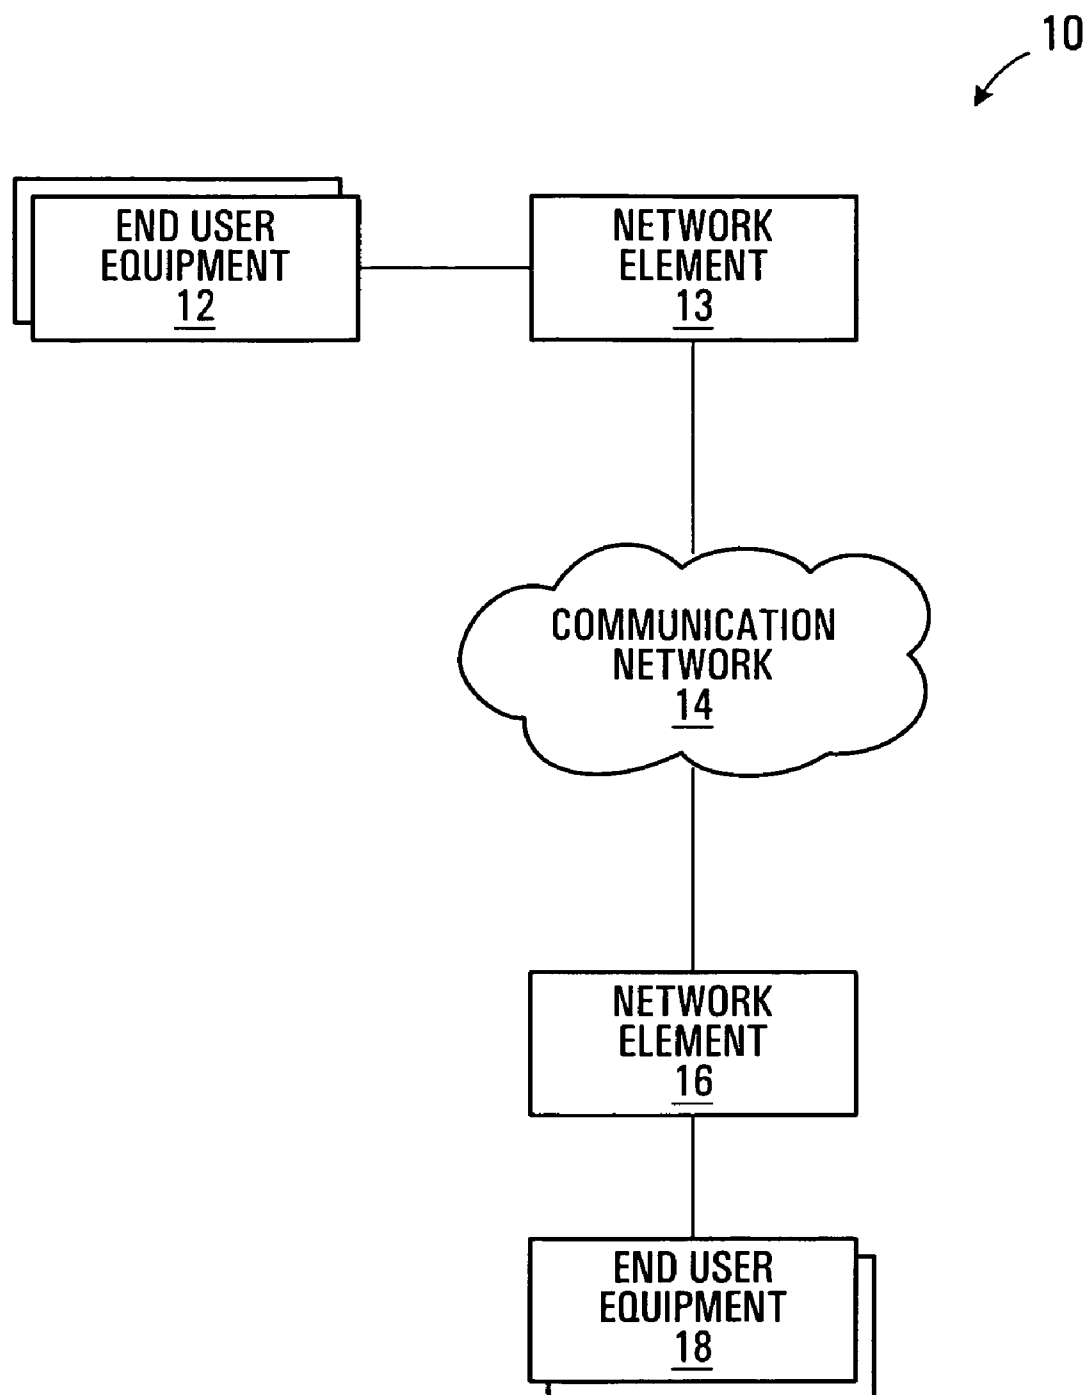 10
END USER
EQUIPMENT
12
NETWORK
ELEMENT
13
COMMUNICATION
NETWORK
14
NETWORK
ELEMENT
16
END USER
EQUIPMENT
18